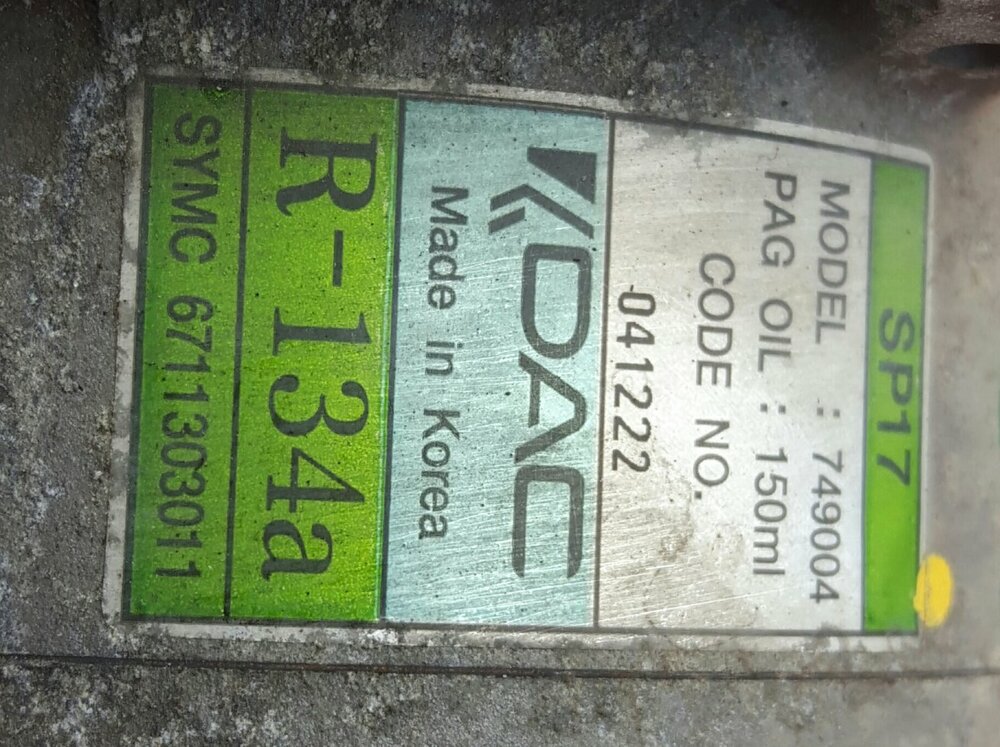 SP17
MODEL : 749004
PAG OIL : 150ml
CODE NO.
041222
KDAC
Made in Korea
R-134a
SYMC 6711303011